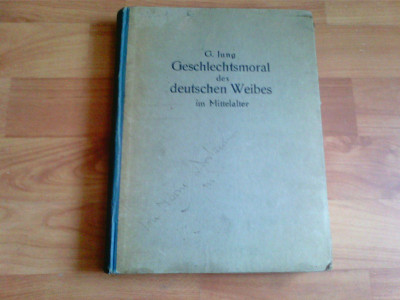 G. Jung
Geschlechtsmoral
des
deutschen Weibes
im Mittelalter